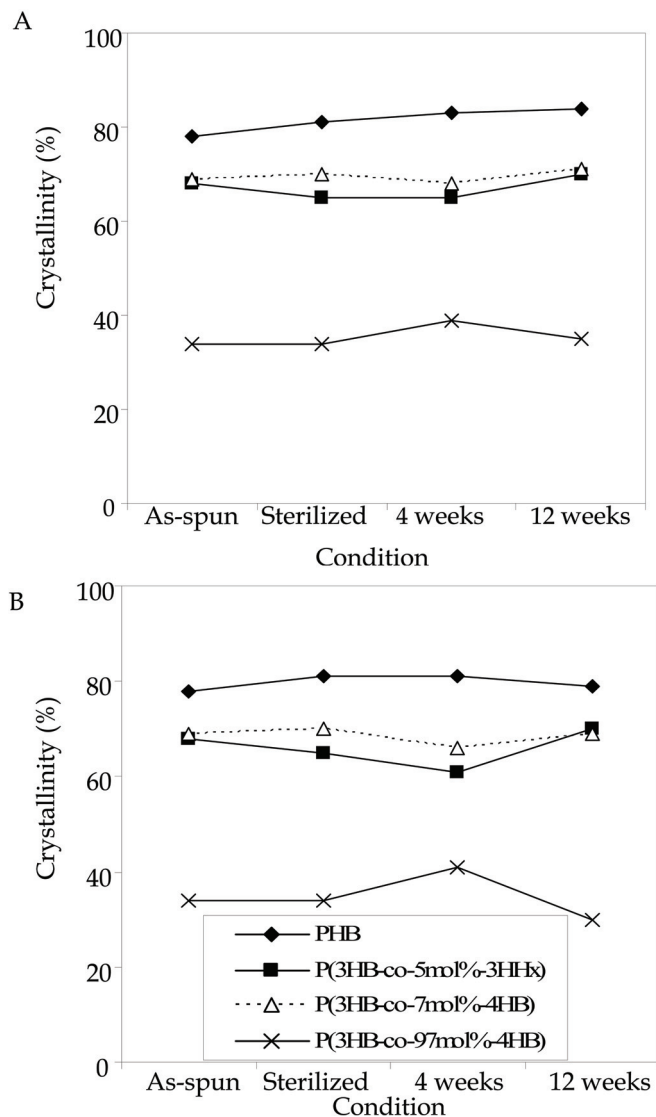 A
100
80
60
40
20
0
Crystallinity (%)
As-spun Sterilized 4 weeks 12 weeks
Condition
B
100
80
60
40
20
0
Crystallinity (%)
PHB
P(3HB-co-5mol%-3HHx)
P(3HB-co-7mol%-4HB)
P(3HB-co-97mol%-4HB)
As-spun Sterilized 4 weeks 12 weeks
Condition